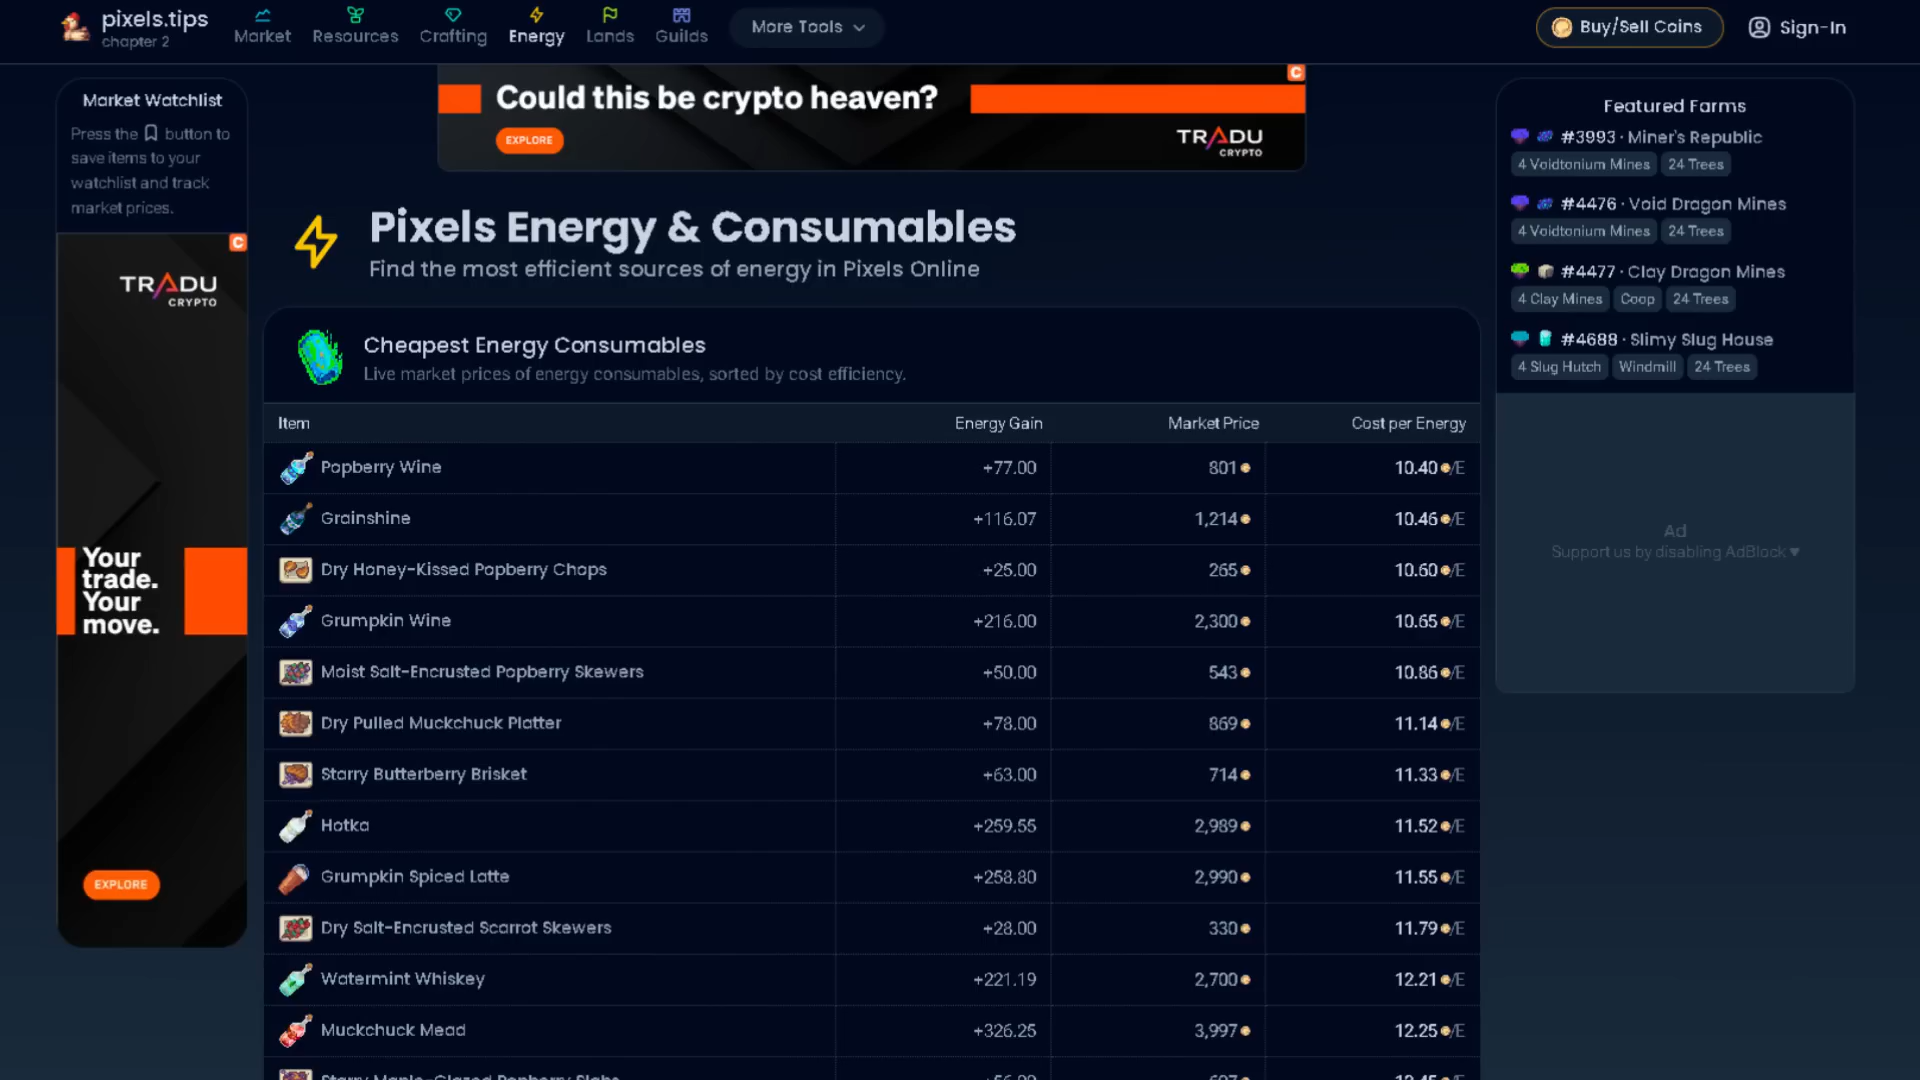 pixels.tips
chapter 2
Market
Resources
Crafting
Energy
Lands
Guilds
More Tools
Buy/Sell Coins
Sign-In
Market Watchlist
Press the button to
save items to your
watchlist and track
market prices.
TRADU
CRYPTO
Your
trade.
Your
move.
EXPLORE
Could this be crypto heaven?
EXPLORE
TRADU
CRYPTO
Pixels Energy & Consumables
Find the most efficient sources of energy in Pixels Online
Cheapest Energy Consumables
Live market prices of energy consumables, sorted by cost efficiency.
Item Energy Gain Market Price Cost per Energy
Popberry Wine +77.00 801 10.40 /E
Grainshine +116.07 1,214 10.46 /E
Dry Honey-Kissed Popberry Chops +25.00 265 10.60 /E
Grumpkin Wine +216.00 2,300 10.65 /E
Moist Salt-Encrusted Popberry Skewers +50.00 543 10.86 /E
Dry Pulled Muckchuck Platter +78.00 869 11.14 /E
Starry Butterberry Brisket +63.00 714 11.33 /E
Hotka +259.55 2,989 11.52 /E
Grumpkin Spiced Latte +258.80 2,990 11.55 /E
Dry Salt-Encrusted Scarrot Skewers +28.00 330 11.79 /E
Watermint Whiskey +221.19 2,700 12.21 /E
Muckchuck Mead +326.25 3,997 12.25 /E
Featured Farms
#3993 · Miner's Republic
4 Voidtonium Mines 24 Trees
#4476 · Void Dragon Mines
4 Voidtonium Mines 24 Trees
#4477 · Clay Dragon Mines
4 Clay Mines Coop 24 Trees
#4688 · Slimy Slug House
4 Slug Hutch Windmill 24 Trees
Ad
Support us by disabling AdBlock ▾